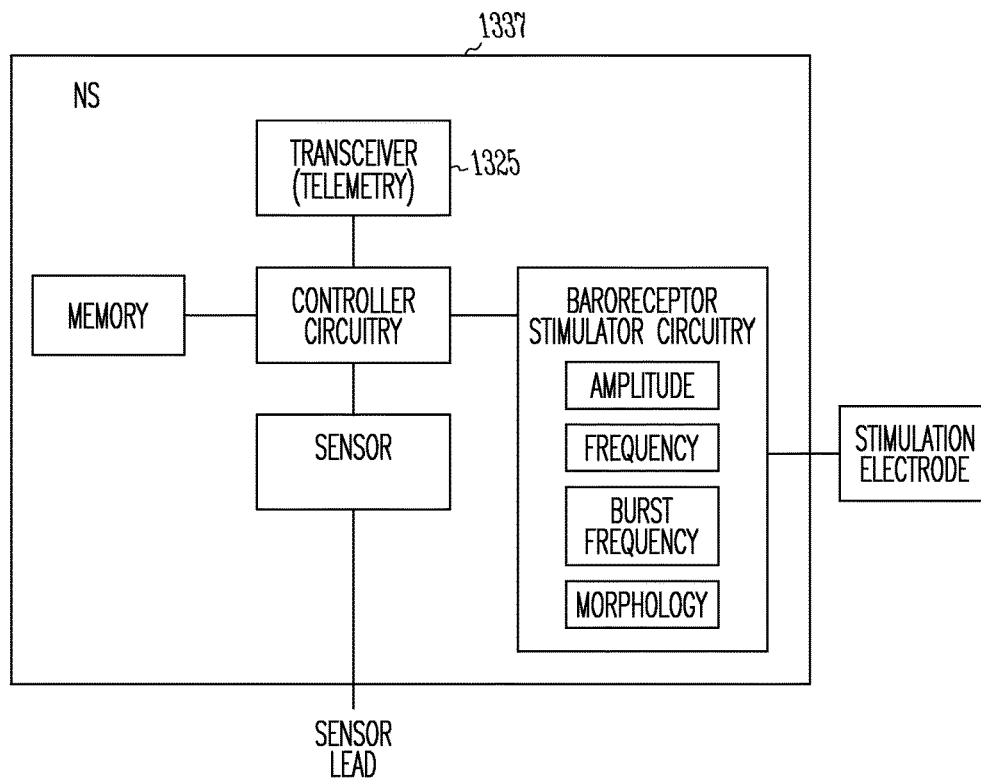 1337
NS
TRANSCEIVER
(TELEMETRY)
1325
MEMORY
CONTROLLER
CIRCUITRY
BARORECEPTOR
STIMULATOR CIRCUITRY
AMPLITUDE
FREQUENCY
BURST
FREQUENCY
MORPHOLOGY
STIMULATION
ELECTRODE
SENSOR
SENSOR
LEAD